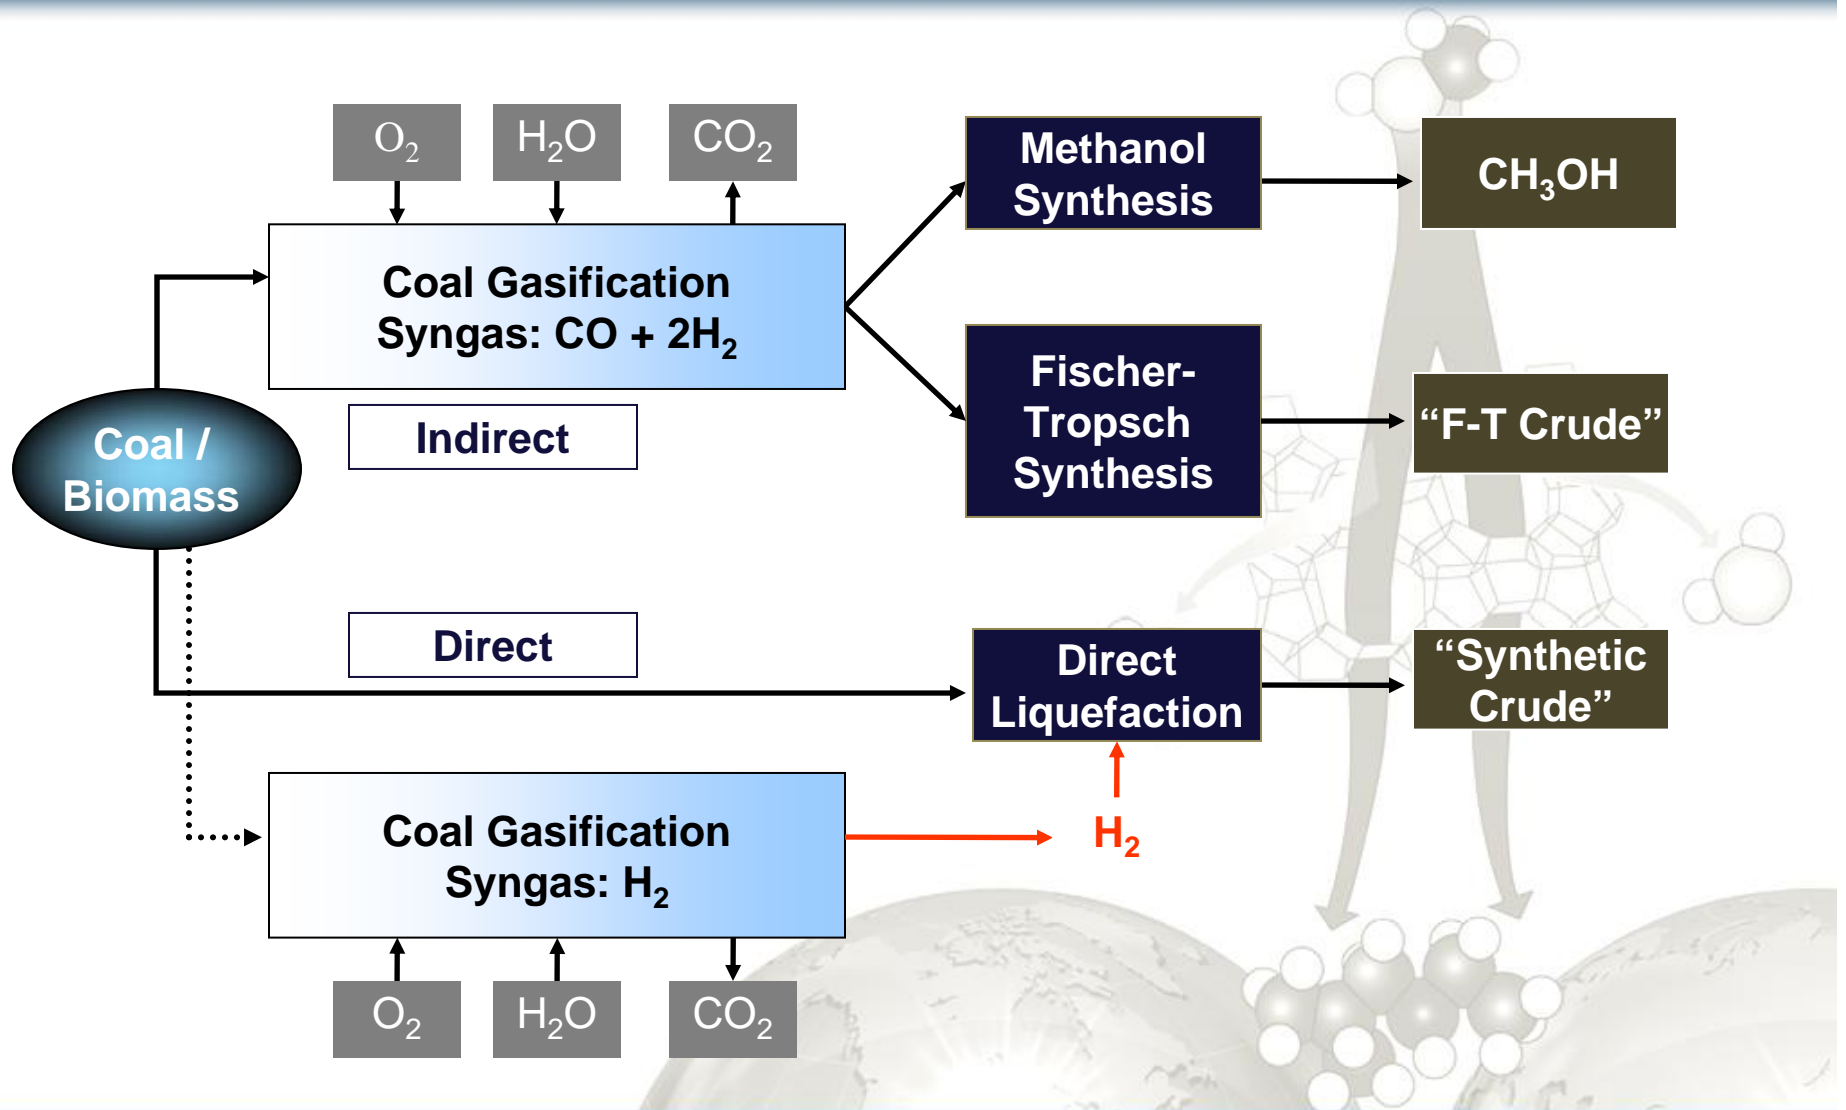 O₂
H₂O
CO₂
Methanol
Synthesis
CH₃OH
Coal Gasification
Syngas: CO + 2H₂
Fischer-
Tropsch
Synthesis
“F-T Crude”
Indirect
Coal /
Biomass
Direct
Direct
Liquefaction
“Synthetic
Crude”
Coal Gasification
Syngas: H₂
H₂
O₂
H₂O
CO₂